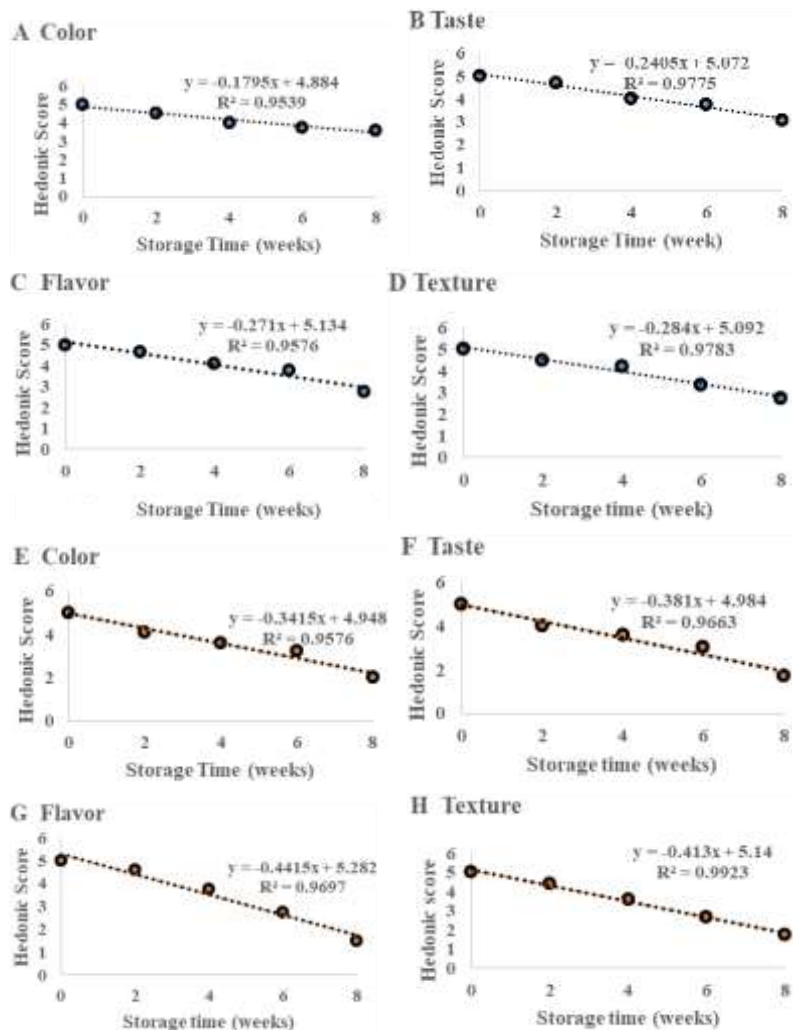 A Color
y = -0.1795x + 4.884
R² = 0.9539
Hedonic Score
6
5
4
3
2
1
0
0 2 4 6 8
Storage Time (weeks)
B Taste
y – 0.2405x + 5.072
R² = 0.9775
Hedonic Score
6
5
4
3
2
1
0
0 2 4 6 8
Storage Time (week)
C Flavor
y = -0.271x + 5.134
R² = 0.9576
Hedonic Score
6
5
4
3
2
1
0
0 2 4 6 8
Storage Time (weeks)
D Texture
y = -0.284x + 5.092
R² = 0.9783
Hedonic Score
6
5
4
3
2
1
0
0 2 4 6 8
Storage time (week)
E Color
y = -0.3415x + 4.948
R² = 0.9576
Hedonic Score
6
4
2
0
0 2 4 6 8
Storage Time (weeks)
F Taste
y = -0.381x + 4.984
R² = 0.9663
Hedonic Score
6
4
2
0
0 2 4 6 8
Storage time (weeks)
G Flavor
y = -0.4415x + 5.282
R² = 0.9697
Hedonic Score
6
5
4
3
2
1
0
0 2 4 6 8
Storage time (weeks)
H Texture
y = -0.413x + 5.14
R² = 0.9923
Hedonic score
6
5
4
3
2
1
0
0 2 4 6 8
Storage time (weeks)